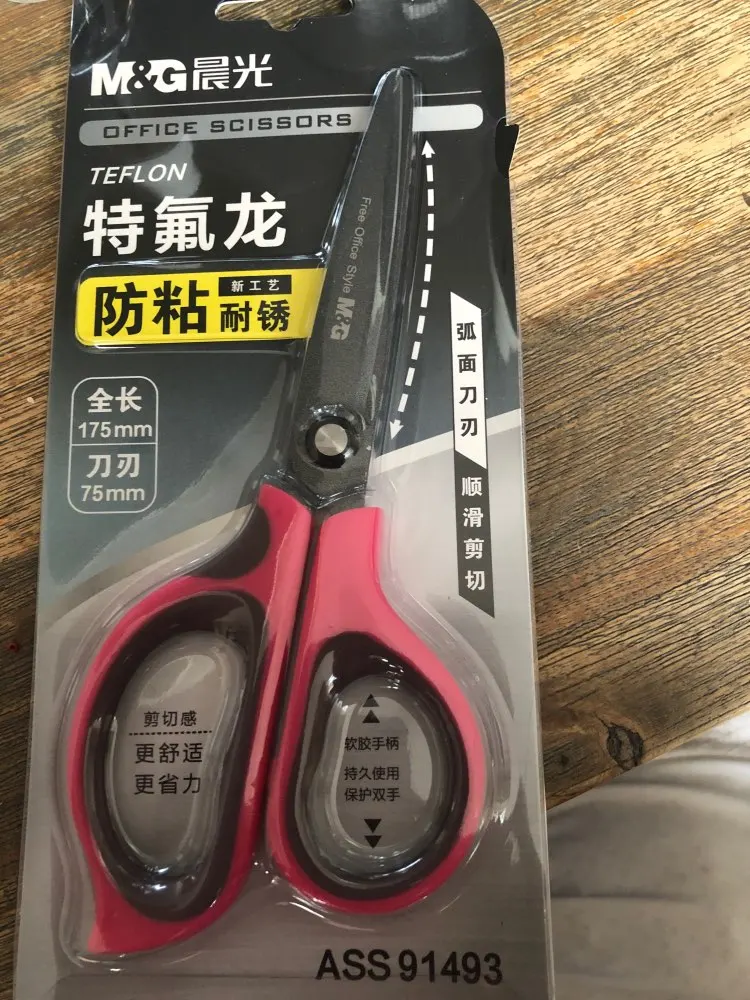 M&G晨光
OFFICE SCISSORS
TEFLON
特氟龙
防粘
新工艺
耐锈
全长
175mm
刀刃
75mm
Free Office Style M&G
弧面刀刃
顺滑剪切
剪切感
更舒适
更省力
软胶手柄
持久使用
保护双手
ASS 91493